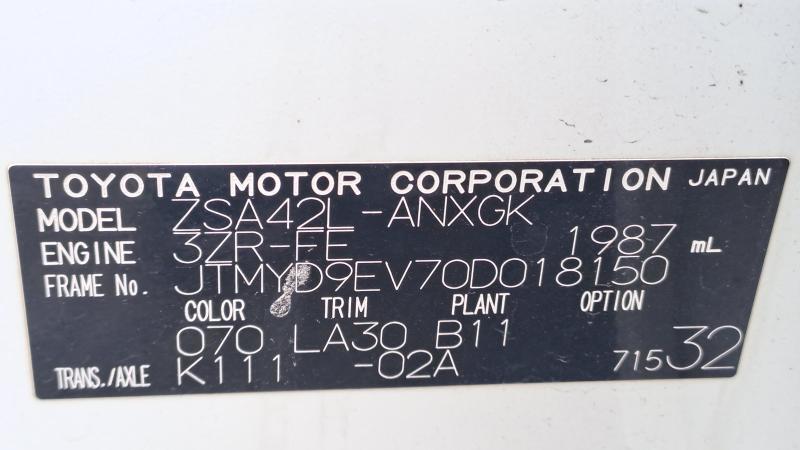 TOYOTA MOTOR CORPORATION JAPAN
MODEL ZSA42L-ANXGK
ENGINE 3ZR-FE 1987 mL
FRAME No. JTMYD9EV70D018150
COLOR TRIM PLANT OPTION
070 LA30 B11
TRANS./AXLE K111 -02A 715 32